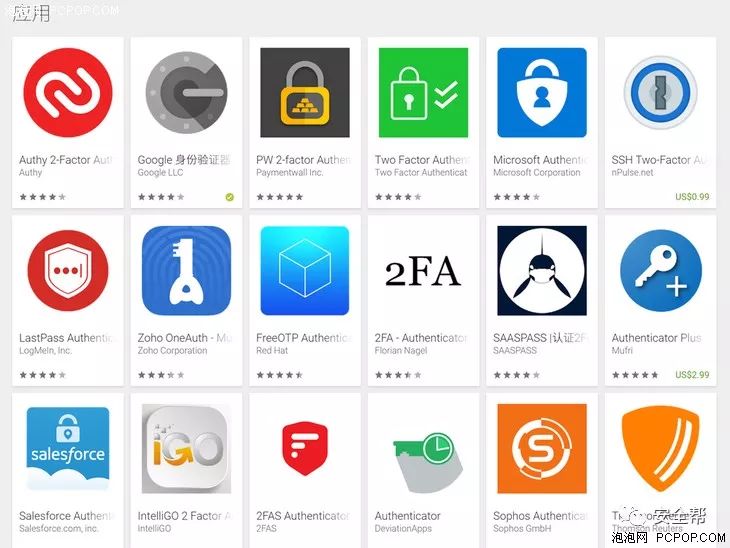 泡泡网 PCPOP.COM
应用
Authy 2-Factor Aut
Authy
Google 身份验证器
Google LLC
PW 2-factor Authen
Paymentwall Inc.
Two Factor Authent
Two Factor Authenticat
Microsoft Authentic
Microsoft Corporation
SSH Two-Factor Au
nPulse.net
US$0.99
LastPass Authentic
LogMeIn, Inc.
Zoho OneAuth - Mu
Zoho Corporation
FreeOTP Authentic
Red Hat
2FA
2FA - Authenticator
Florian Nagel
SAASPASS |认证2F
SAASPASS
Authenticator Plus
Mufri
US$2.99
salesforce
Salesforce Authent
Salesforce.com, inc.
iGO
IntelliGO 2 Factor A
IntelliGO
2FAS Authenticator
2FAS
Authenticator
DeviationApps
S
Sophos Authentica
Sophos GmbH
Thomson Reuters
安全帮
泡泡网 PCPOP.COM